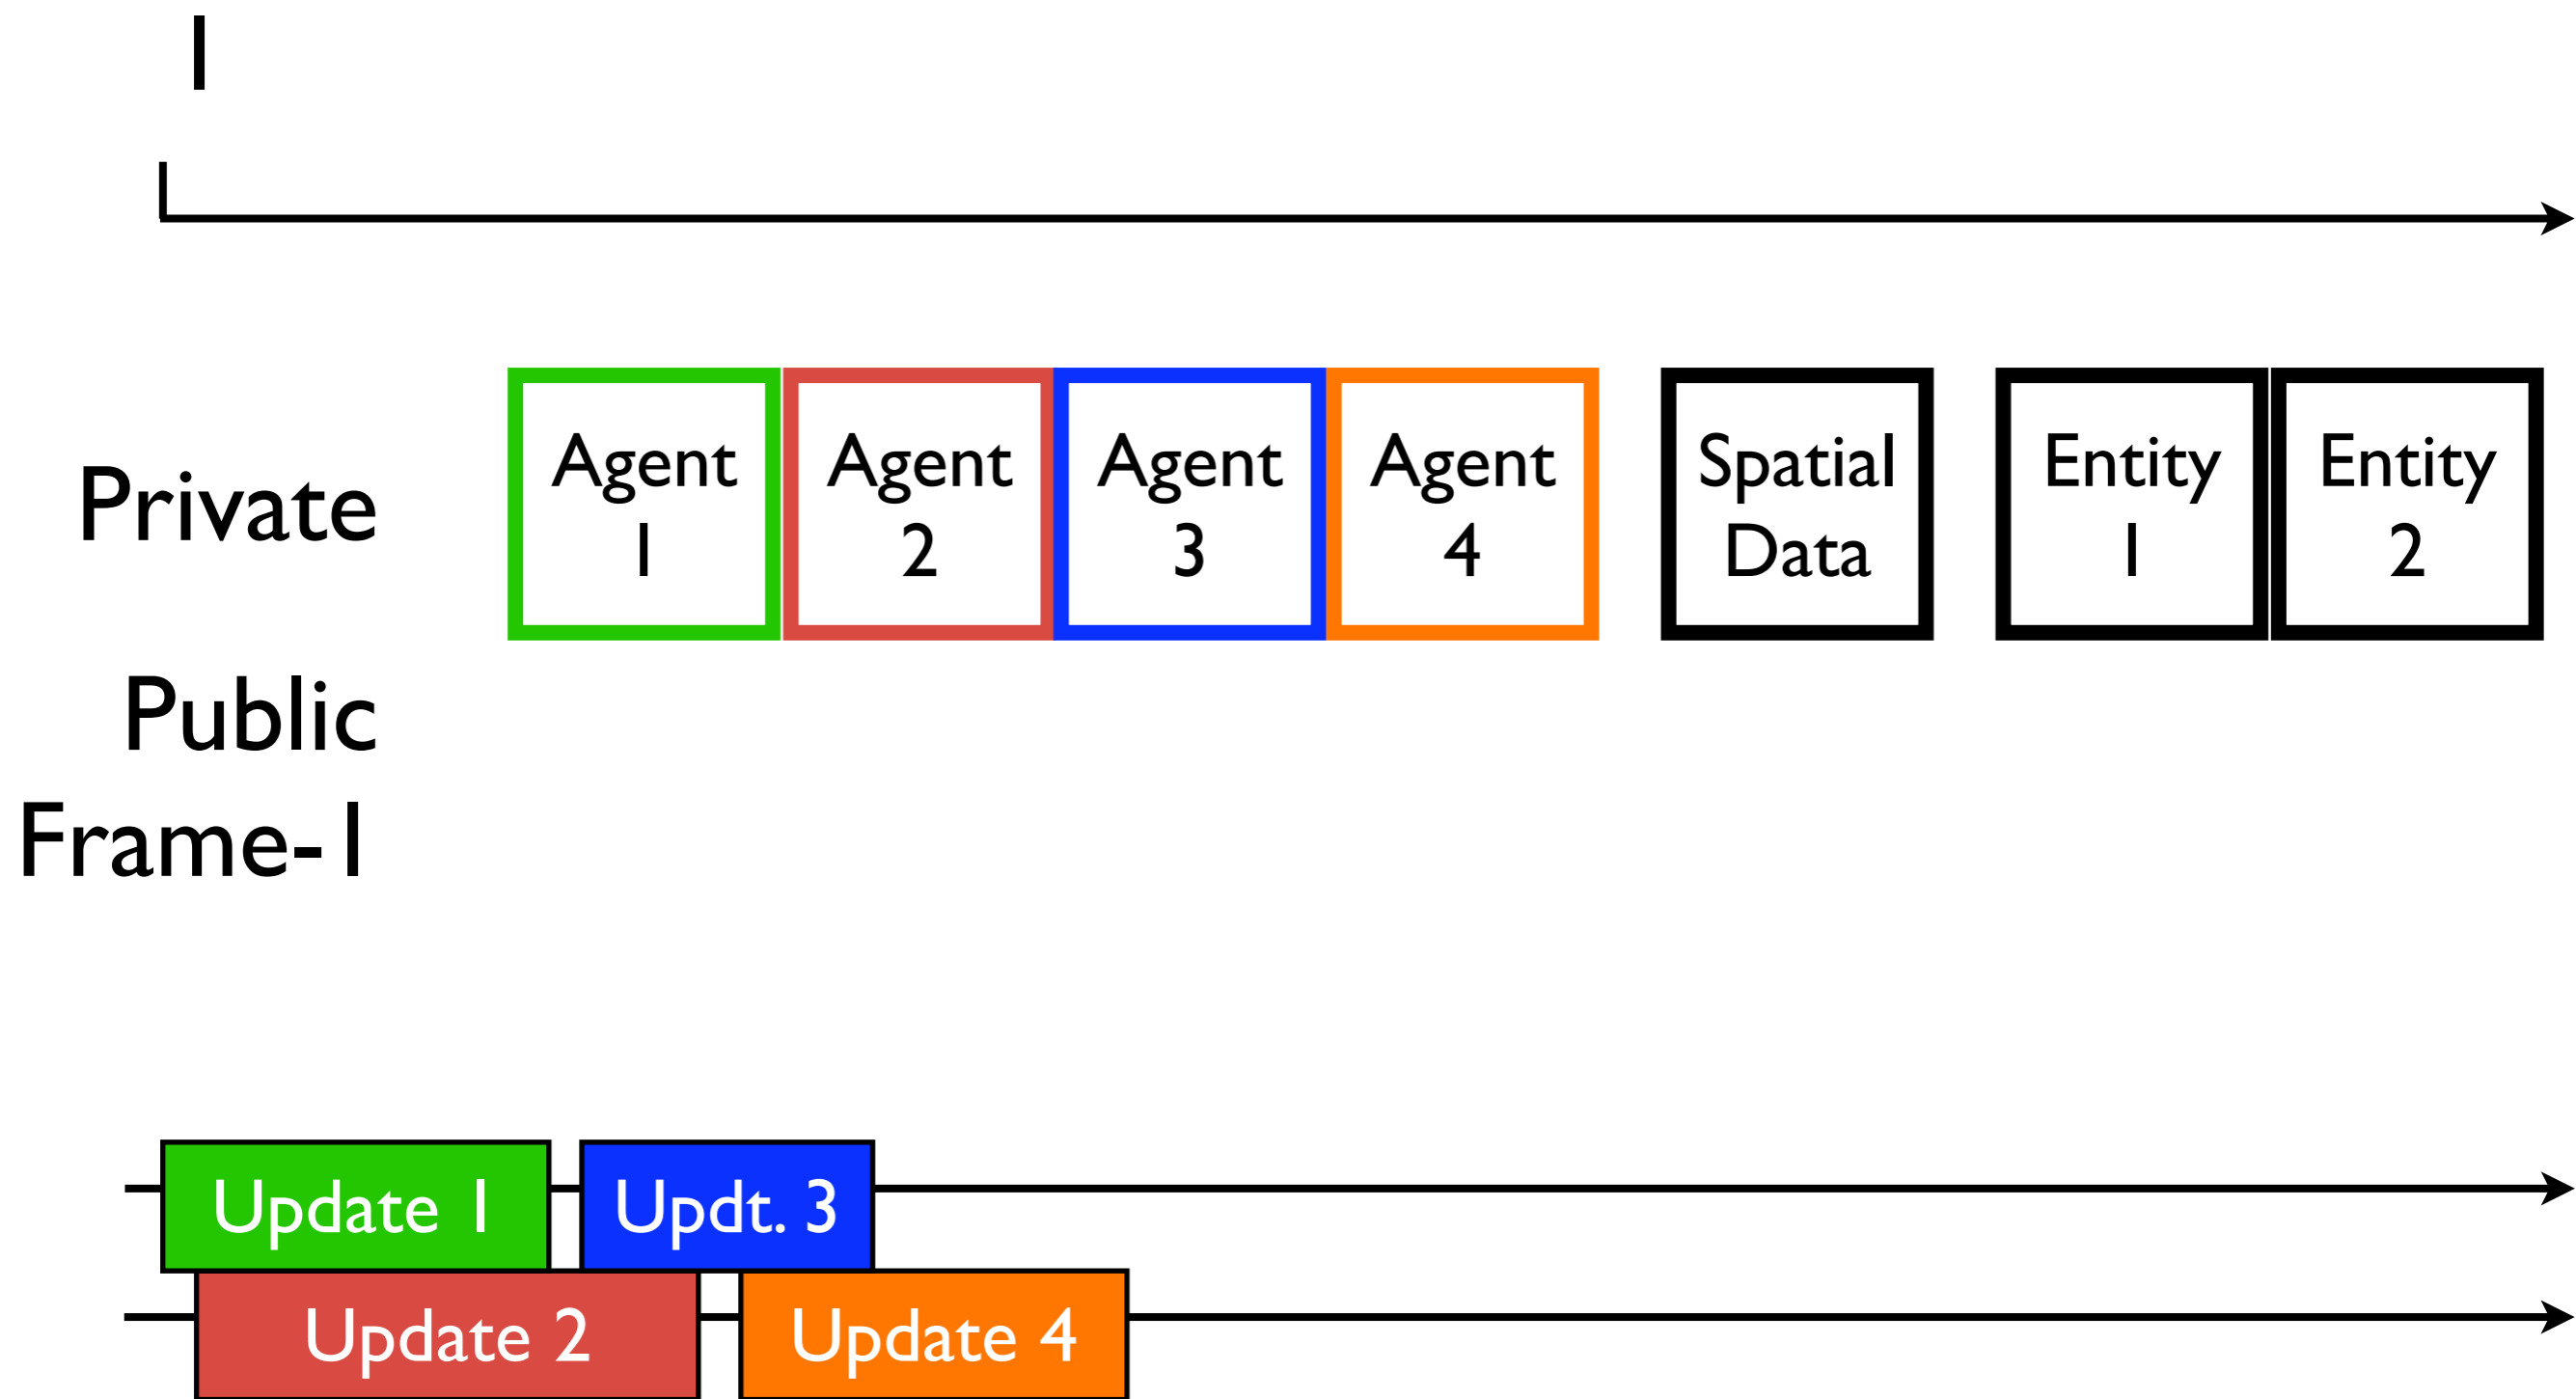 1
Private
Agent
1
Agent
2
Agent
3
Agent
4
Spatial
Data
Entity
1
Entity
2
Public
Frame-1
Update 1
Updt. 3
Update 2
Update 4